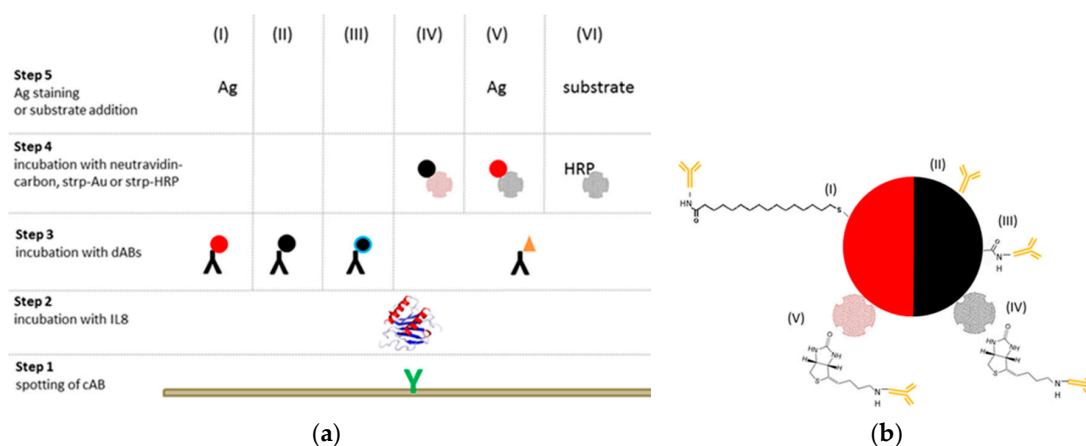 (I) (II) (III) (IV) (V) (VI)
Step 5
Ag staining
or substrate addition
Ag Ag substrate
Step 4
incubation with neutravidin-
carbon, strp-Au or strp-HRP
HRP
Step 3
incubation with dABs
Step 2
incubation with IL8
Step 1
spotting of cAB
(a)
(I)
(II)
(III)
(IV)
(V)
NH
O
S
O
N
H
O
HN
NH
H
H
S
N
H
O
HN
NH
H
H
S
N
H
(b)